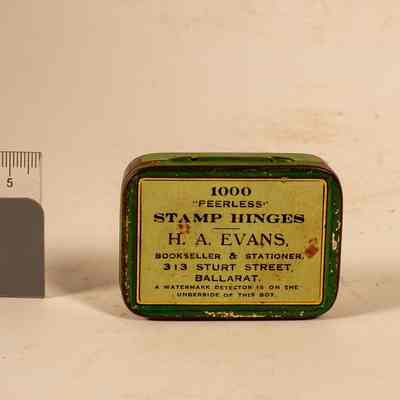 5
1000
"PEERLESS"
STAMP HINGES
H. A. EVANS,
BOOKSELLER & STATIONER,
313 STURT STREET,
BALLARAT.
A WATERMARK DETECTOR IS ON THE
UNDERSIDE OF THIS BOX.